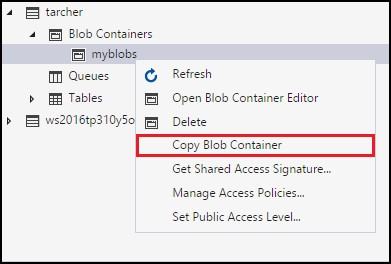 tarcher
Blob Containers
myblobs
Queues
Tables
ws2016tp310y5o
Refresh
Open Blob Container Editor
Delete
Copy Blob Container
Get Shared Access Signature...
Manage Access Policies...
Set Public Access Level...